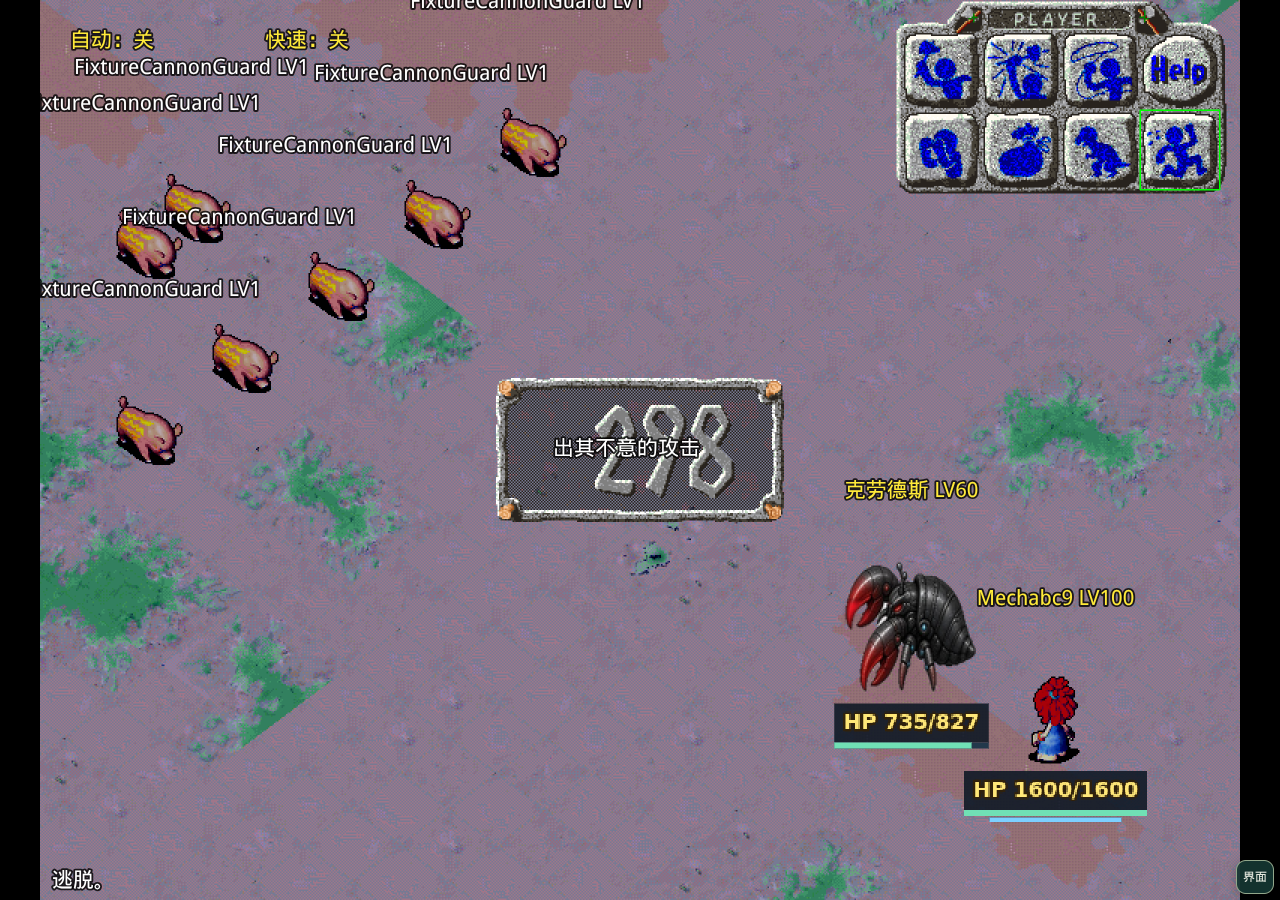 FixtureCannonGuard LV1
PLAYER
自动：关
快速：关
FixtureCannonGuard LV1
FixtureCannonGuard LV1
xtureCannonGuard LV1
Help
FixtureCannonGuard LV1
FixtureCannonGuard LV1
xtureCannonGuard LV1
298
出其不意的攻击
克劳德斯 LV60
Mechabc9 LV100
HP 735/827
HP 1600/1600
逃脱。
界面